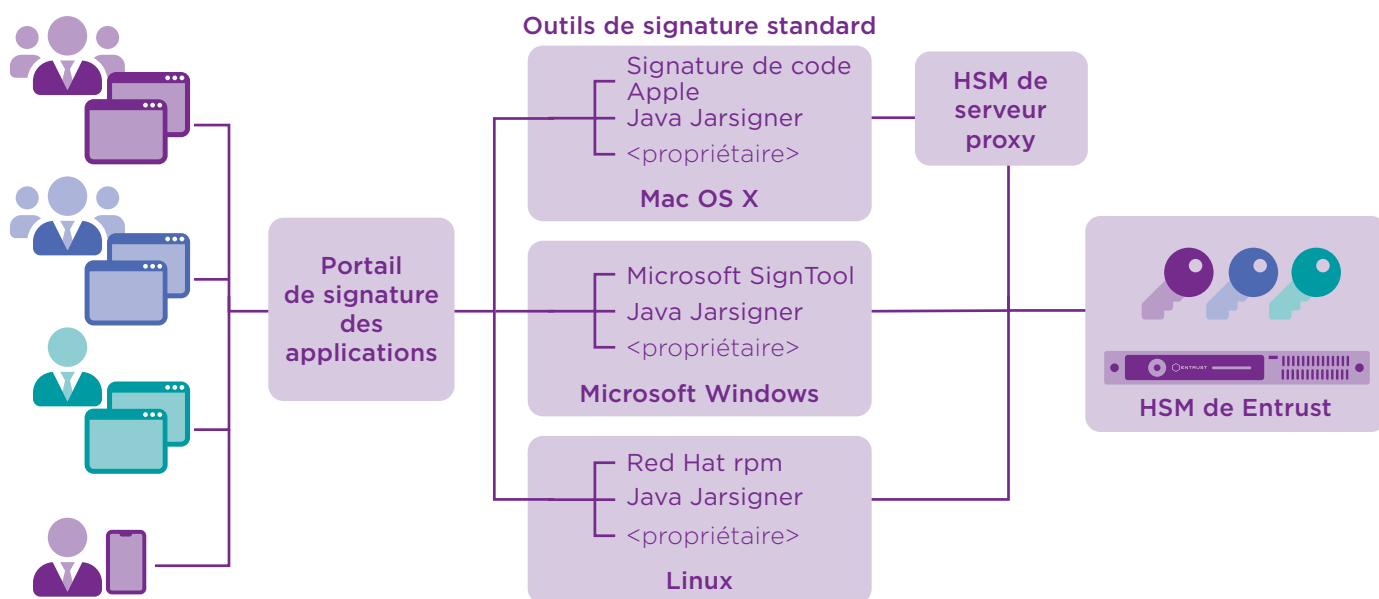 Outils de signature standard
Signature de code
Apple
Java Jarsigner
<propriétaire>
Mac OS X
HSM de
serveur
proxy
Portail
de signature
des
applications
Microsoft SignTool
Java Jarsigner
<propriétaire>
Microsoft Windows
ENTRUST
HSM de Entrust
Red Hat rpm
Java Jarsigner
<propriétaire>
Linux